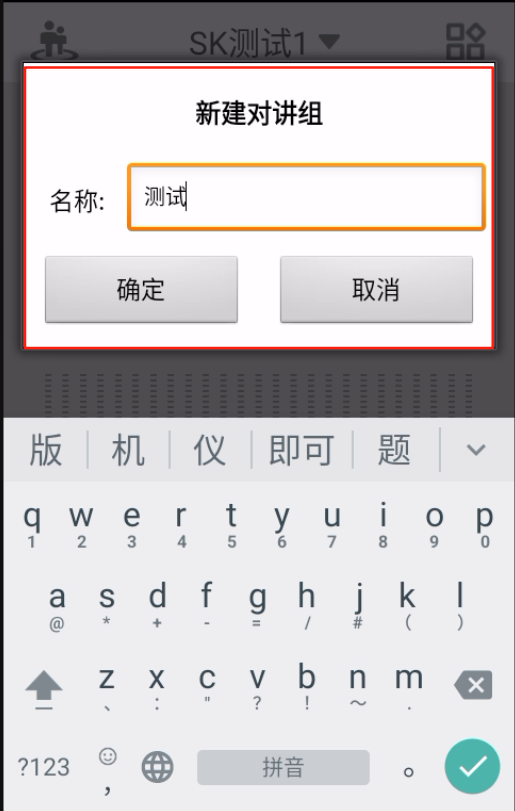 SK测试1
新建对讲组
名称: 测试
确定 取消
版 机 仪 即可 题
q w e r t y u i o p
1 2 3 4 5 6 7 8 9 0
a s d f g h j k l
@ * + - = / # ( )
z x c v b n m
、 : " ? ! ～ .
?123 , 拼音 。